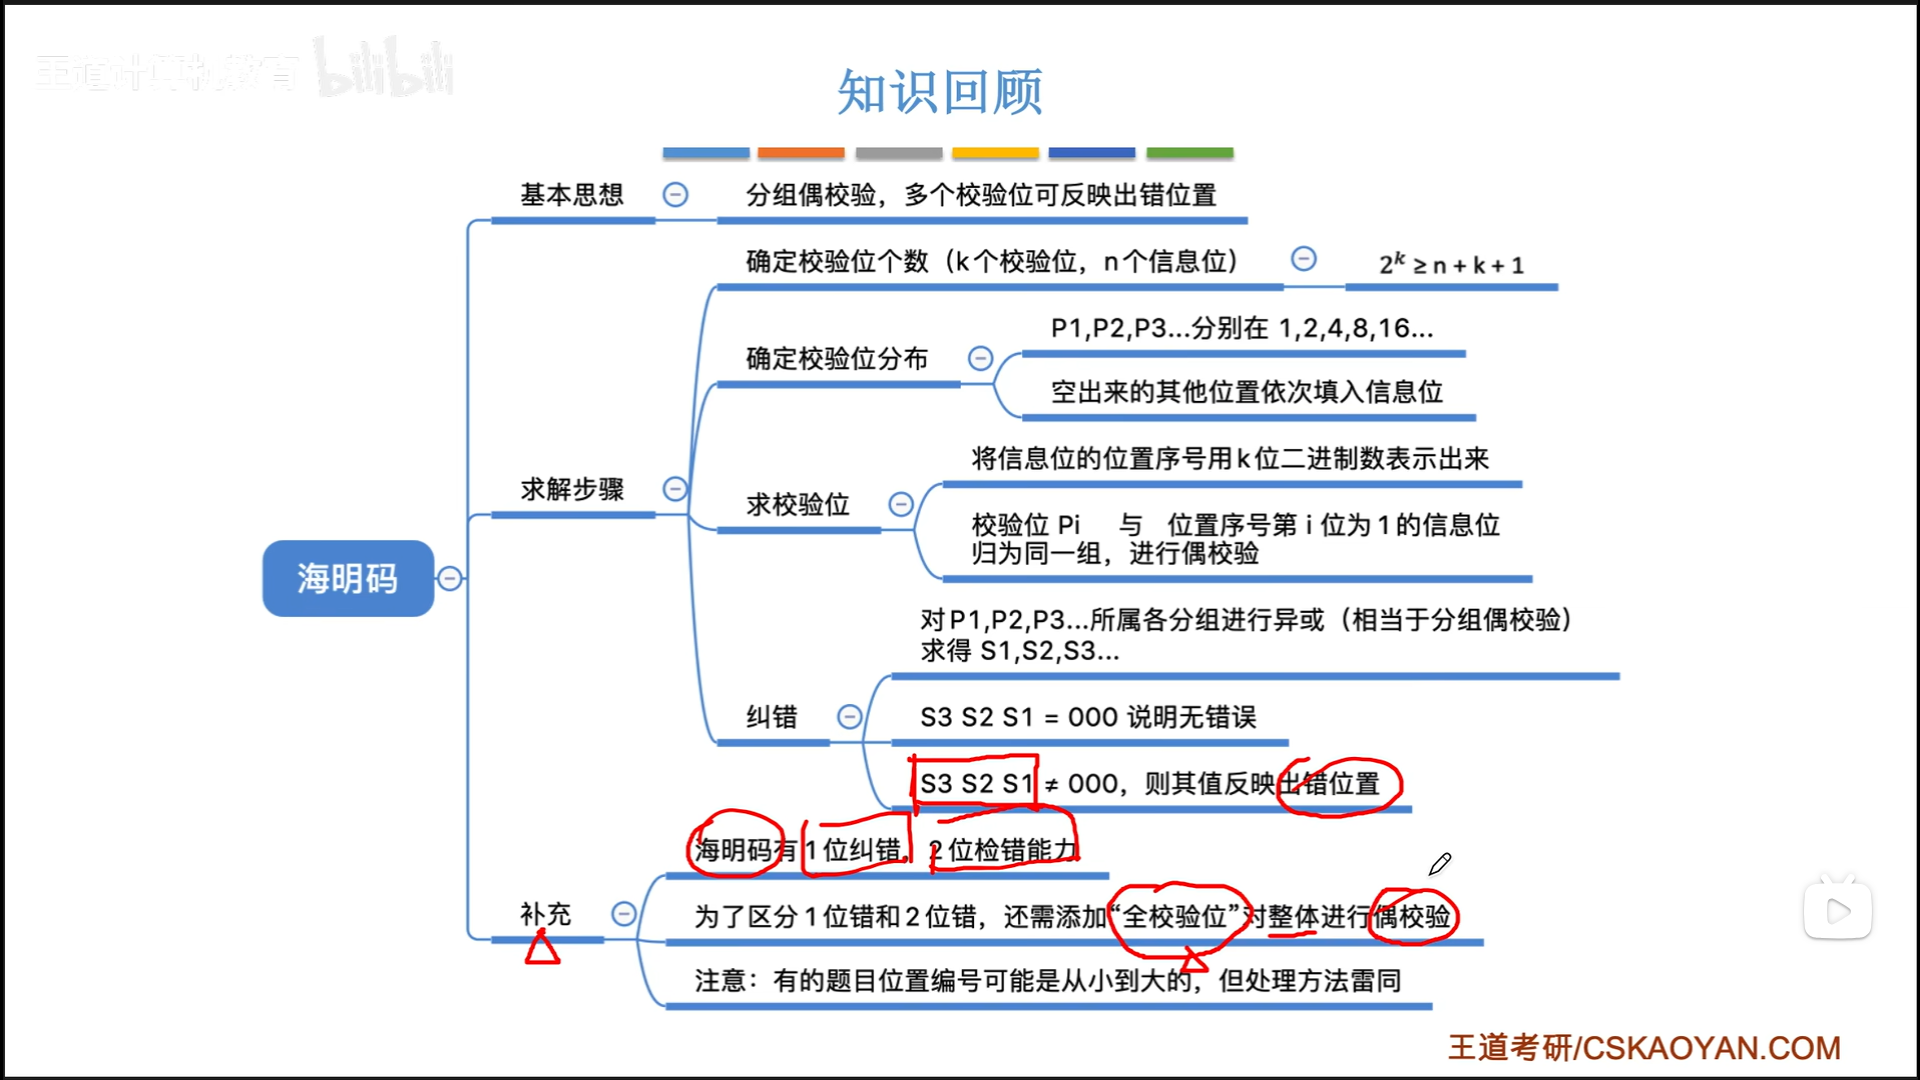 王道计算机教育 bilibili
知识回顾
基本思想
分组偶校验，多个校验位可反映出错位置
确定校验位个数（k个校验位，n个信息位）
2^k ≥ n + k + 1
确定校验位分布
P1,P2,P3...分别在 1,2,4,8,16...
空出来的其他位置依次填入信息位
求解步骤
求校验位
将信息位的位置序号用k位二进制数表示出来
校验位 Pi 与 位置序号第 i 位为1的信息位
归为同一组，进行偶校验
海明码
纠错
对P1,P2,P3...所属各分组进行异或（相当于分组偶校验）
求得 S1,S2,S3...
S3 S2 S1 = 000 说明无错误
S3 S2 S1 ≠ 000，则其值反映出错位置
补充
海明码有1位纠错，2位检错能力
为了区分1位错和2位错，还需添加“全校验位”对整体进行偶校验
注意：有的题目位置编号可能是从小到大的，但处理方法雷同
王道考研/CSKAOYAN.COM